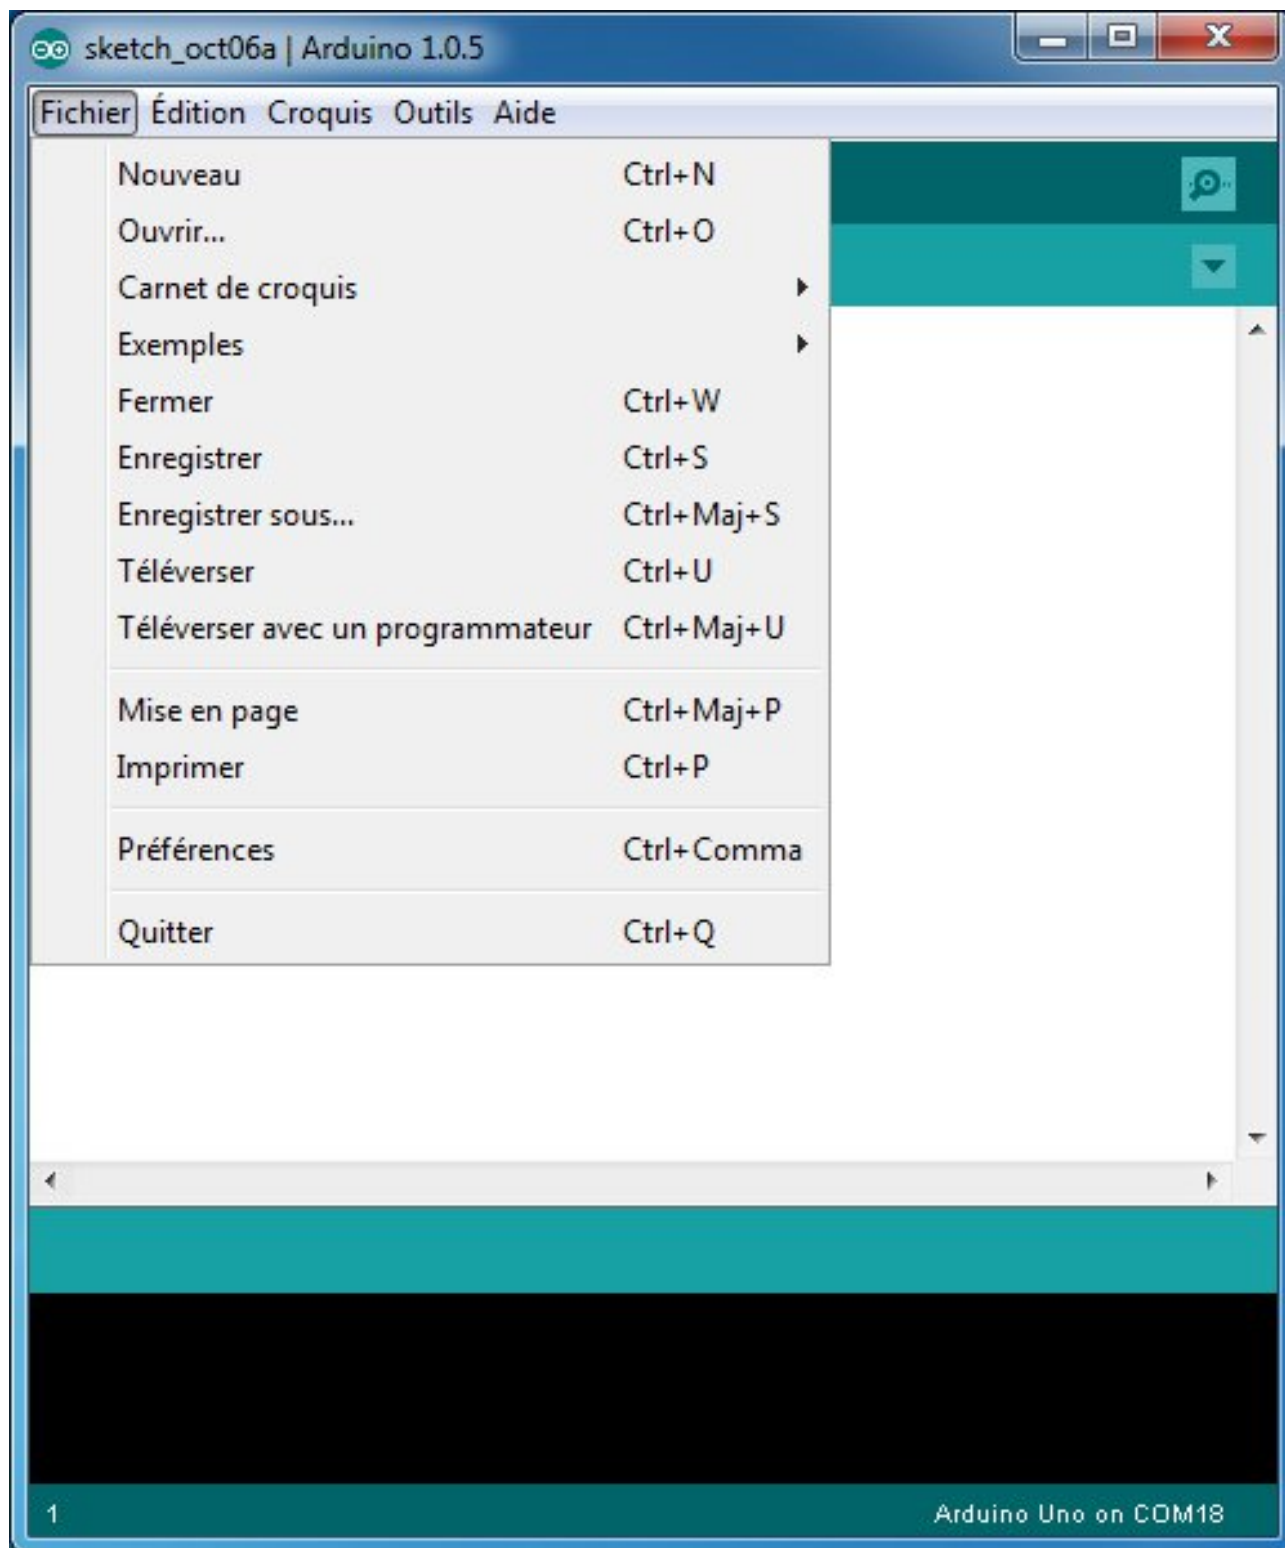 sketch_oct06a | Arduino 1.0.5
Fichier Édition Croquis Outils Aide
Nouveau Ctrl+N
Ouvrir... Ctrl+O
Carnet de croquis
Exemples
Fermer Ctrl+W
Enregistrer Ctrl+S
Enregistrer sous... Ctrl+Maj+S
Téléverser Ctrl+U
Téléverser avec un programmateur Ctrl+Maj+U
Mise en page Ctrl+Maj+P
Imprimer Ctrl+P
Préférences Ctrl+Comma
Quitter Ctrl+Q
1 Arduino Uno on COM18